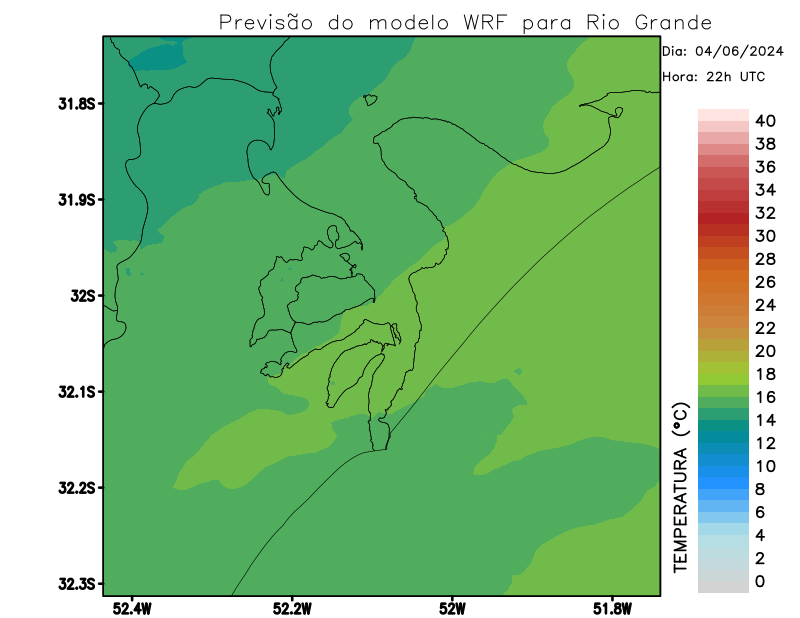 Previsão do modelo WRF para Rio Grande
Dia: 04/06/2024
Hora: 22h UTC
31.8S
31.9S
32S
32.1S
32.2S
32.3S
52.4W
52.2W
52W
51.8W
TEMPERATURA (°C)
40
38
36
34
32
30
28
26
24
22
20
18
16
14
12
10
8
6
4
2
0